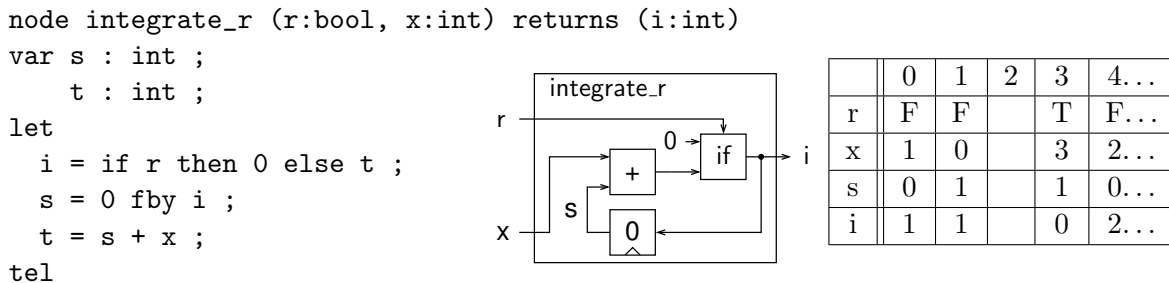 node integrate_r (r:bool, x:int) returns (i:int)
var s : int ;
    t : int ;
let
  i = if r then 0 else t ;
  s = 0 fby i ;
  t = s + x ;
tel
integrate_r
r
0
if
i
+
s
x
0
0 1 2 3 4...
r F F T F...
x 1 0 3 2...
s 0 1 1 0...
i 1 1 0 2...